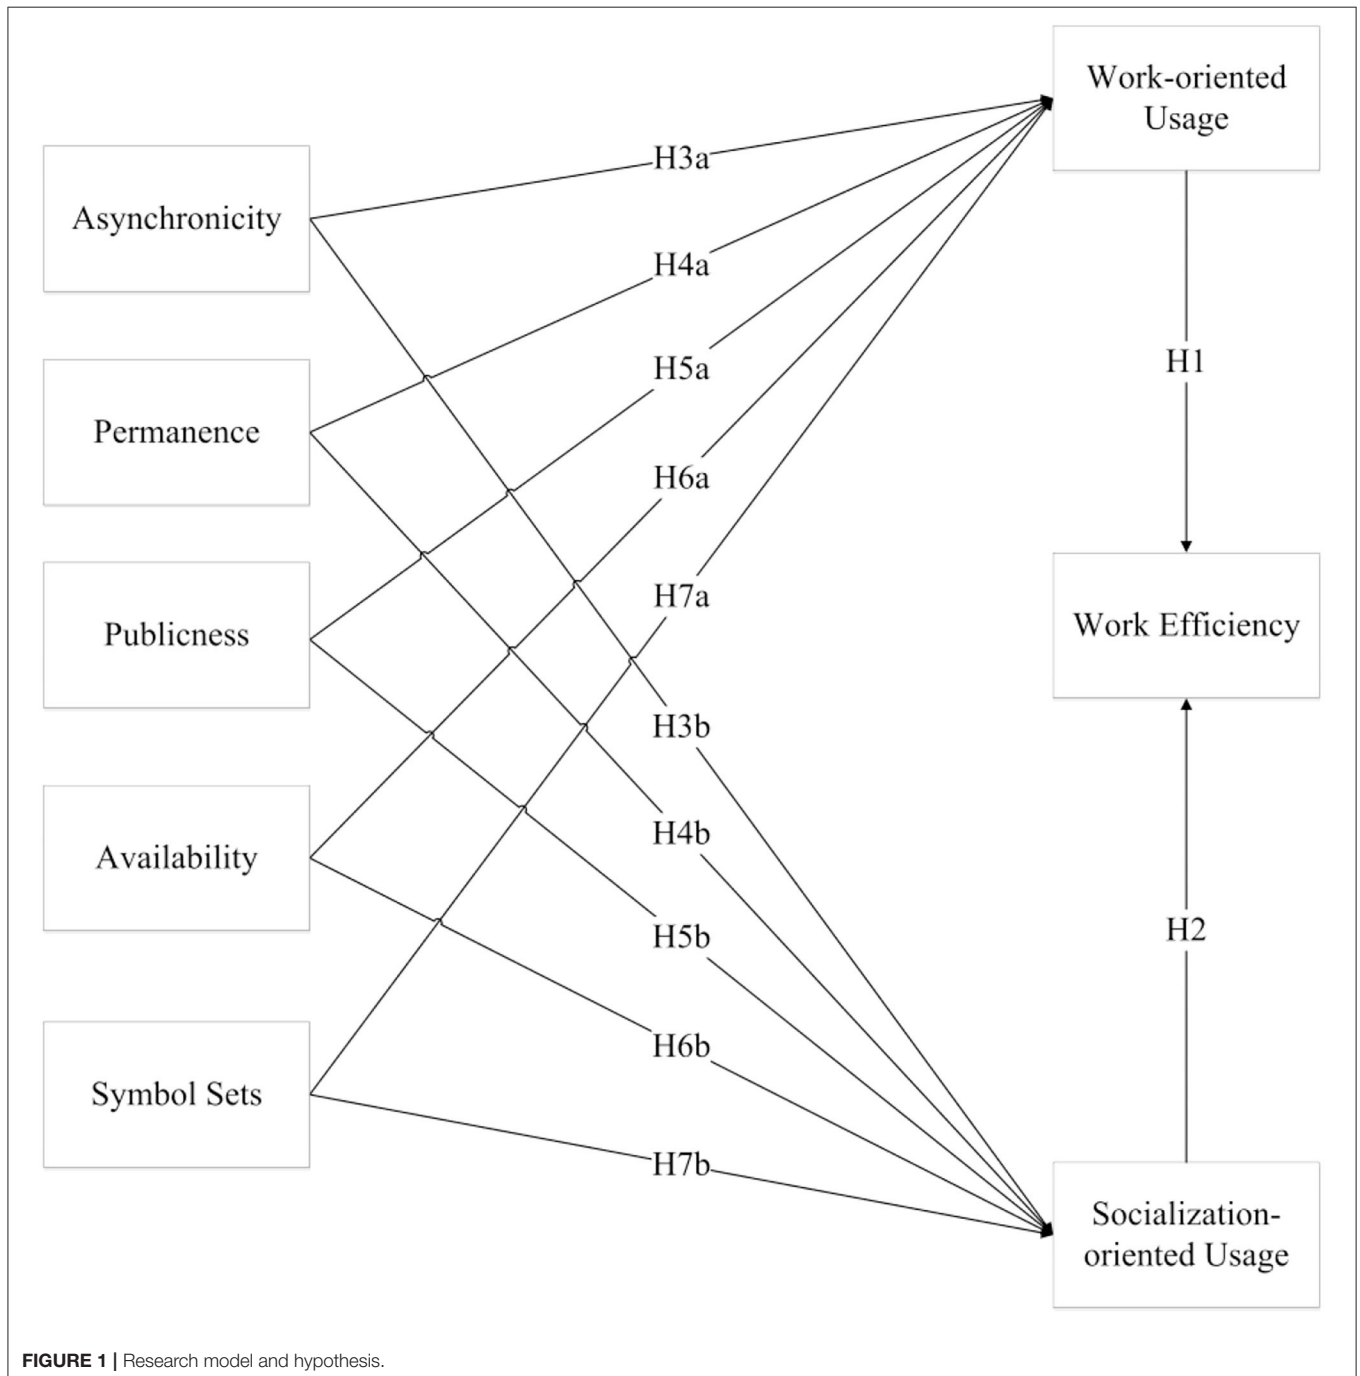 Work-oriented
Usage
H3a
Asynchronicity
H4a
H5a
H1
Permanence
H6a
H7a
Publicness
Work Efficiency
H3b
H4b
Availability
H5b
H2
H6b
Symbol Sets
H7b
Socialization-
oriented Usage
FIGURE 1 | Research model and hypothesis.